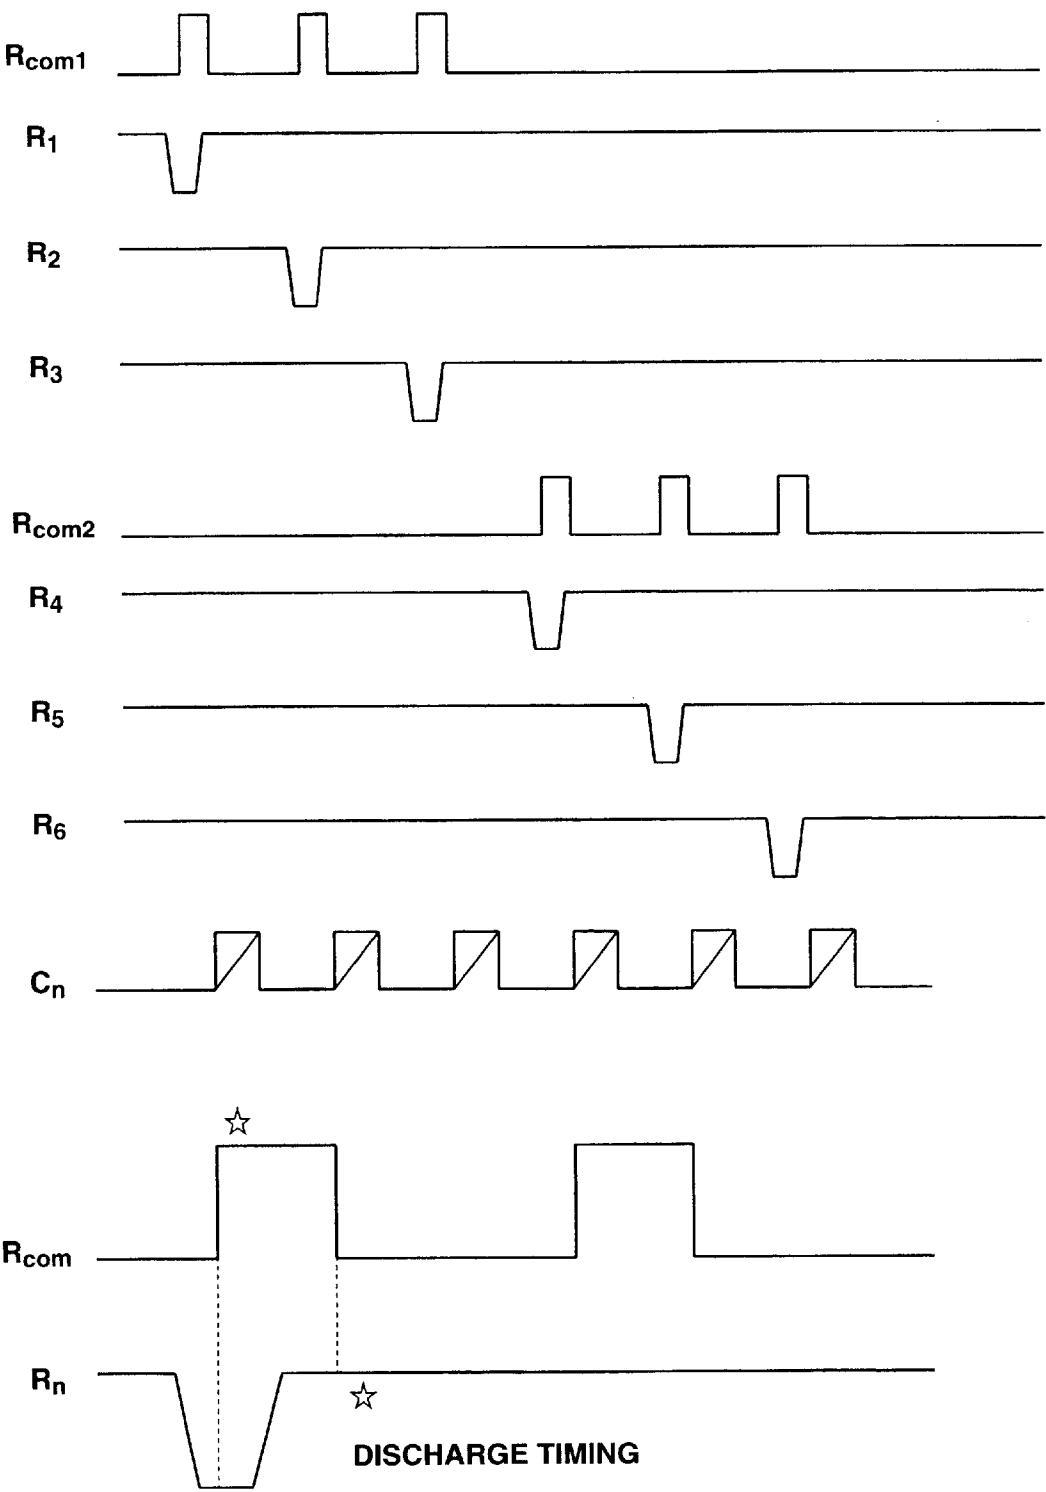 Rcom1
R1
R2
R3
Rcom2
R4
R5
R6
Cn
☆
Rcom
Rn
☆
DISCHARGE TIMING